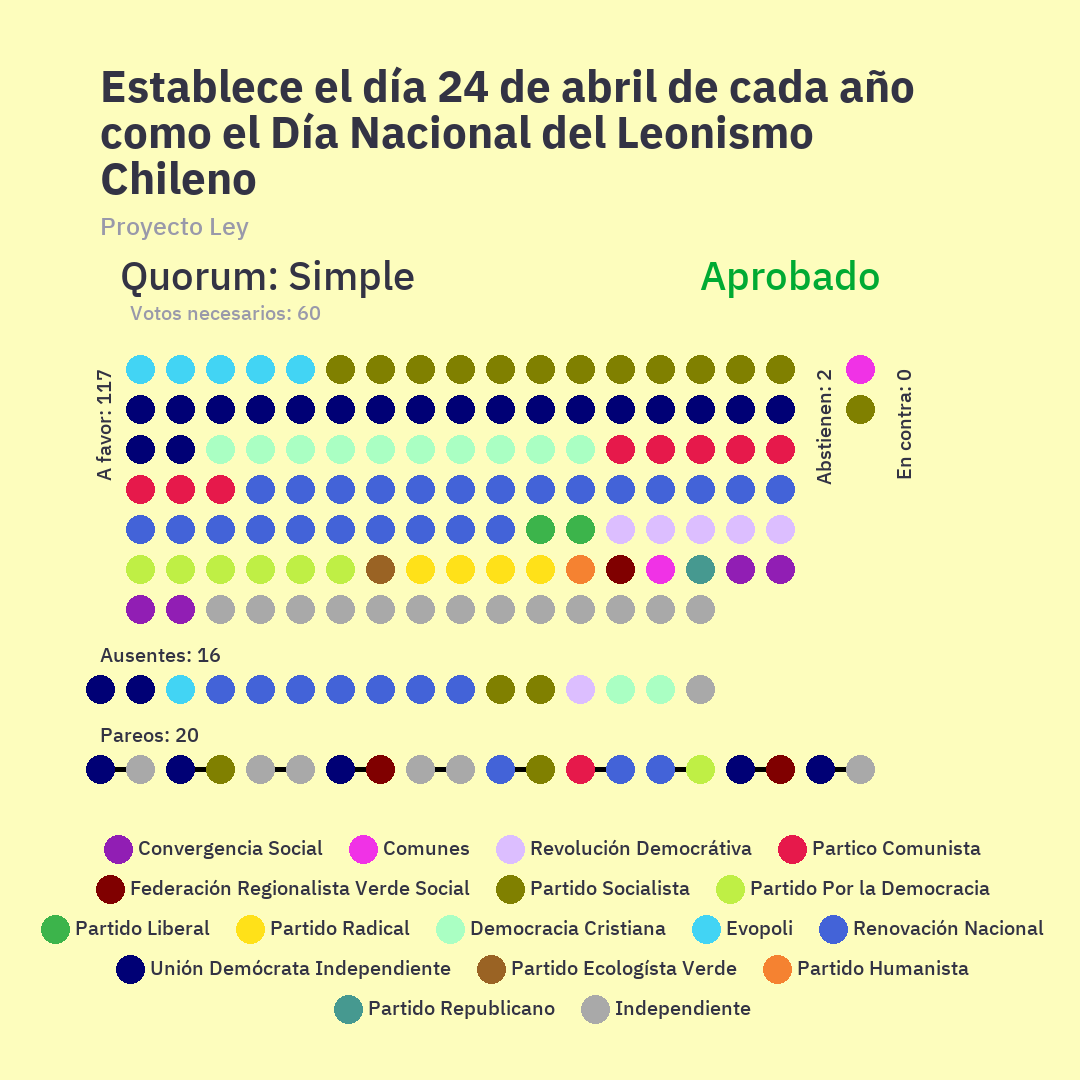 Establece el día 24 de abril de cada año
como el Día Nacional del Leonismo
Chileno
Proyecto Ley
Quorum: Simple
Aprobado
Votos necesarios: 60
A favor: 117
Abstienen: 2
En contra: 0
Ausentes: 16
Pareos: 20
Convergencia Social
Comunes
Revolución Democrátiva
Partico Comunista
Federación Regionalista Verde Social
Partido Socialista
Partido Por la Democracia
Partido Liberal
Partido Radical
Democracia Cristiana
Evopoli
Renovación Nacional
Unión Demócrata Independiente
Partido Ecologísta Verde
Partido Humanista
Partido Republicano
Independiente